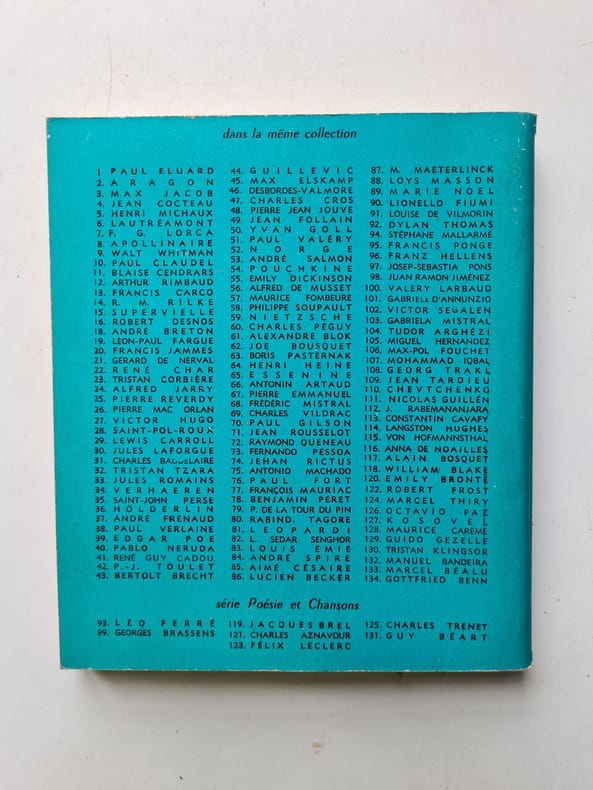 dans la même collection
1 PAUL ELUARD
2. ARAGON
3. MAX JACOB
4. JEAN COCTEAU
5. HENRI MICHAUX
6. LAUTRÉAMONT
7. F. G. LORCA
8. APOLLINAIRE
9. WALT WHITMAN
10. PAUL CLAUDEL
11. BLAISE CENDRARS
12. ARTHUR RIMBAUD
13. FRANCIS CARCO
14. R. M. RILKE
15. SUPERVIELLE
16. ROBERT DESNOS
18. ANDRÉ BRETON
19. LÉON-PAUL FARGUE
20. FRANCIS JAMMES
21. GÉRARD DE NERVAL
22. RENÉ CHAR
23. TRISTAN CORBIÈRE
24. ALFRED JARRY
25. PIERRE REVERDY
26. PIERRE MAC ORLAN
27. VICTOR HUGO
28. SAINT-POL-ROUX
29. LEWIS CARROLL
30. JULES LAFORGUE
31. CHARLES BAUDELAIRE
32. TRISTAN TZARA
33. JULES ROMAINS
34. VERHAEREN
35. SAINT-JOHN PERSE
36. HÖLDERLIN
37. ANDRÉ FRÉNAUD
38. PAUL VERLAINE
39. EDGAR POE
40. PABLO NERUDA
41. RENÉ GUY CADOU
42. P.-J. TOULET
43. BERTOLT BRECHT
44. GUILLEVIC
45. MAX ELSKAMP
46. DESBORDES-VALMORE
47. CHARLES CROS
48. PIERRE JEAN JOUVE
49. JEAN FOLLAIN
50. YVAN GOLL
51. PAUL VALÉRY
52. NORGE
53. ANDRÉ SALMON
54. POUCHKINE
55. EMILY DICKINSON
56. ALFRED DE MUSSET
57. MAURICE FOMBEURE
58. PHILIPPE SOUPAULT
59. NIETZSCHE
60. CHARLES PÉGUY
61. ALEXANDRE BLOK
62. JOE BOUSQUET
63. BORIS PASTERNAK
64. HENRI HEINE
65. ESSENINE
66. ANTONIN ARTAUD
67. PIERRE EMMANUEL
68. FRÉDÉRIC MISTRAL
69. CHARLES VILDRAC
70. PAUL GILSON
71. JEAN ROUSSELOT
72. RAYMOND QUENEAU
73. FERNANDO PESSOA
74. JEHAN RICTUS
75. ANTONIO MACHADO
76. PAUL FORT
77. FRANÇOIS MAURIAC
78. BENJAMIN PÉRET
79. P. DE LA TOUR DU PIN
80. RABIND. TAGORE
81. LEOPARDI
82. L. SEDAR SENGHOR
83. LOUIS ÉMIÉ
84. ANDRÉ SPIRE
85. AIMÉ CÉSAIRE
86. LUCIEN BECKER
87. M. MAETERLINCK
88. LOYS MASSON
89. MARIE NOEL
90. LIONELLO FIUMI
91. LOUISE DE VILMORIN
92. DYLAN THOMAS
94. STÉPHANE MALLARMÉ
95. FRANCIS PONGE
96. FRANZ HELLENS
97. JOSEP-SEBASTIA PONS
98. JUAN RAMON JIMÉNEZ
100. VALERY LARBAUD
101. GABRIELE D'ANNUNZIO
102. VICTOR SEGALEN
103. GABRIELA MISTRAL
104. TUDOR ARGHÉZI
105. MIGUEL HERNANDEZ
106. MAX-POL FOUCHET
107. MOHAMMAD IQBAL
108. GEORG TRAKL
109. JEAN TARDIEU
110. CHEVTCHENKO
111. NICOLAS GUILLÉN
112. J. RABEMANANJARA
113. CONSTANTIN CAVAFY
114. LANGSTON HUGHES
115. VON HOFMANNSTHAL
116. ANNA DE NOAILLES
117. ALAIN BOSQUET
118. WILLIAM BLAKE
120. EMILY BRONTË
122. ROBERT FROST
124. MARCEL THIRY
126. OCTAVIO PAZ
127. KOSOVEL
128. MAURICE CARÊME
129. GUIDO GEZELLE
130. TRISTAN KLINGSOR
132. MANUEL BANDEIRA
133. MARCEL BÉALU
134. GOTTFRIED BENN
série Poésie et Chansons
93. LÉO FERRÉ
99. GEORGES BRASSENS
119. JACQUES BREL
121. CHARLES AZNAVOUR
123. FÉLIX LECLERC
125. CHARLES TRENET
131. GUY BÉART